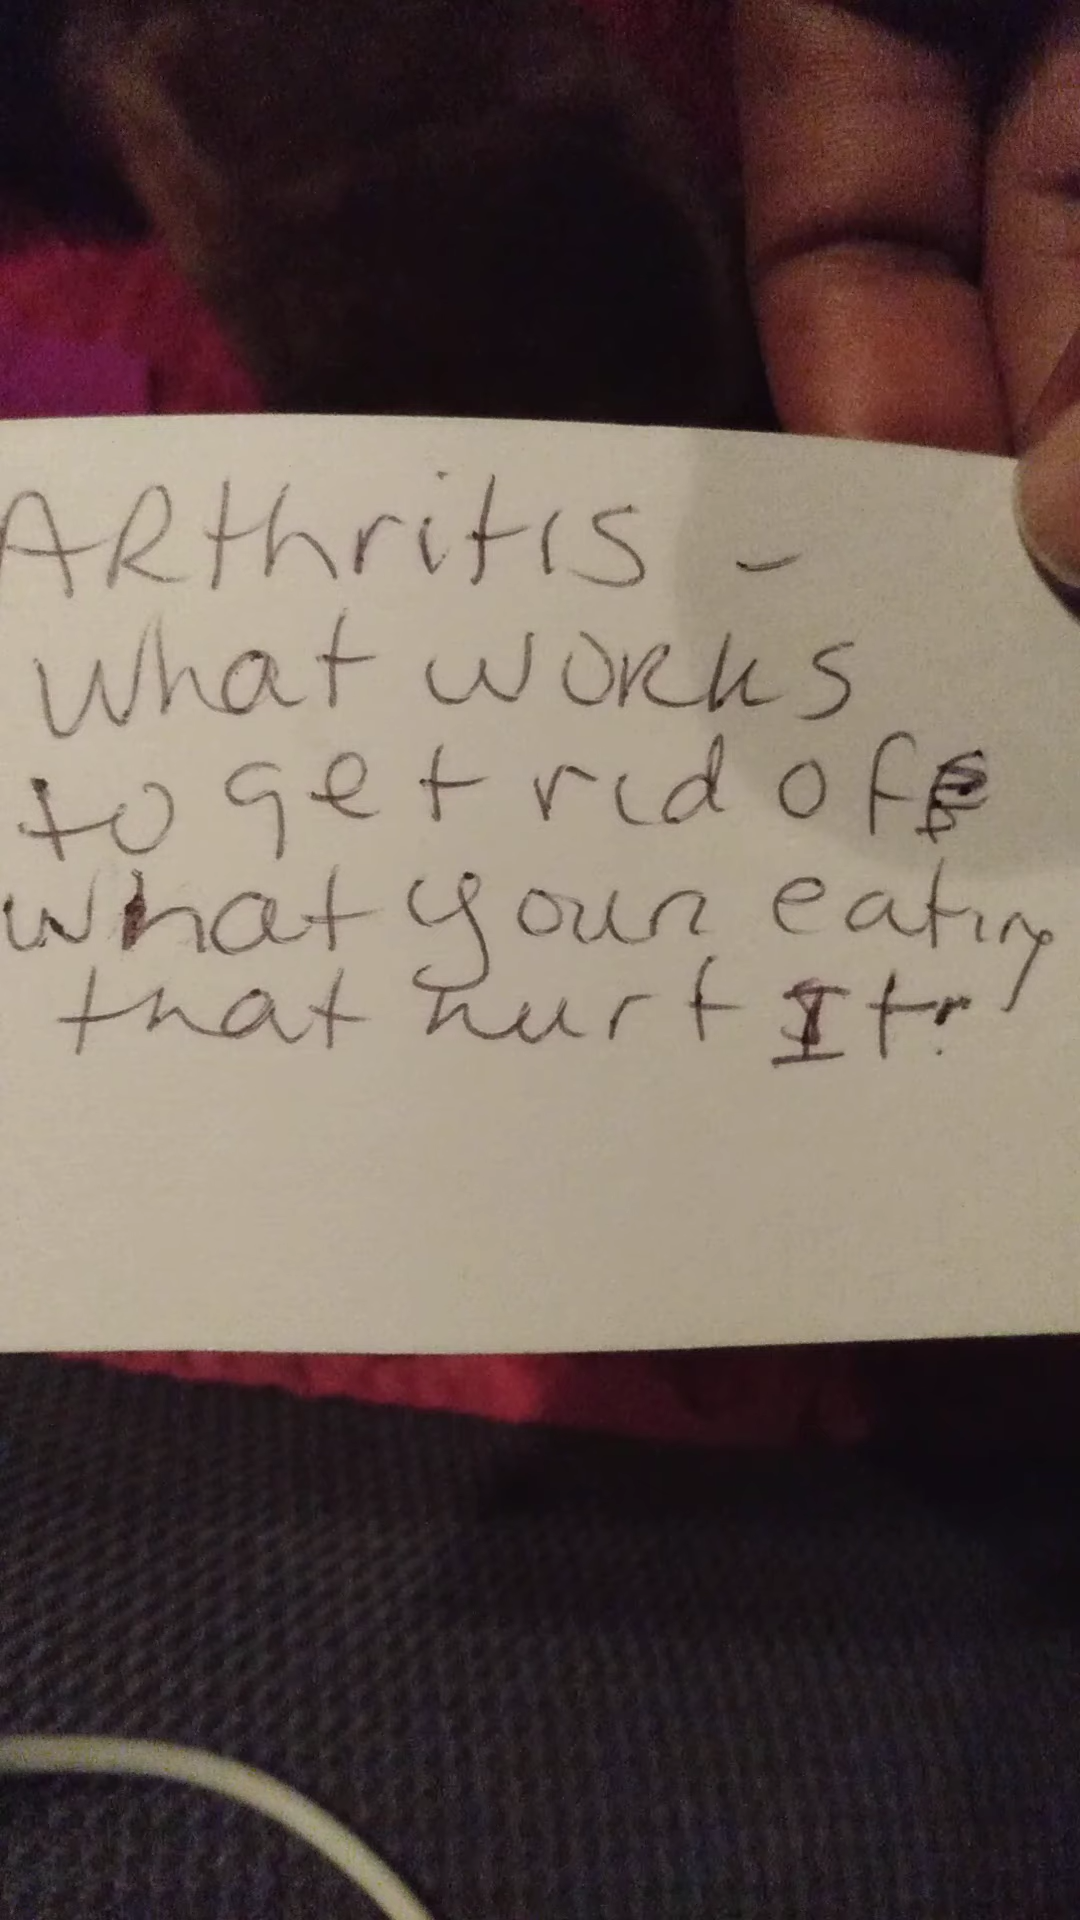 ARthritis -
what works
to get rid of
what your eating
that hurt It?